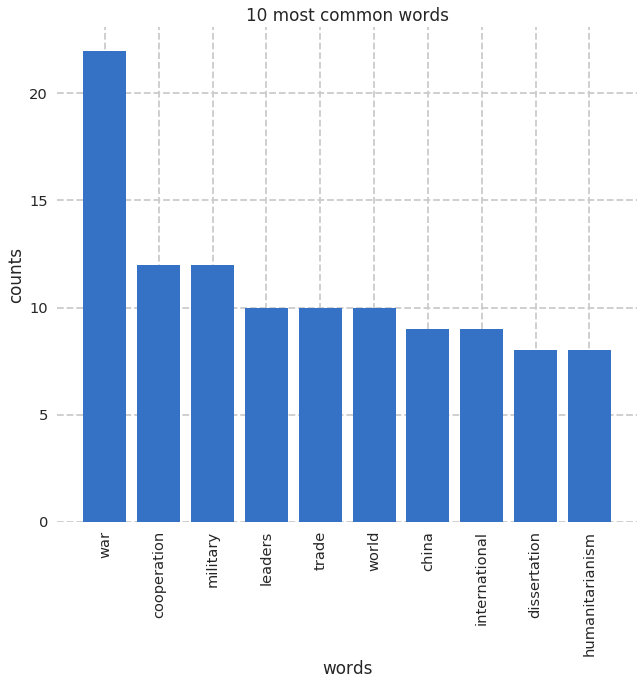 10 most common words
counts
20
15
10
5
0
war
cooperation
military
leaders
trade
world
china
international
dissertation
humanitarianism
words